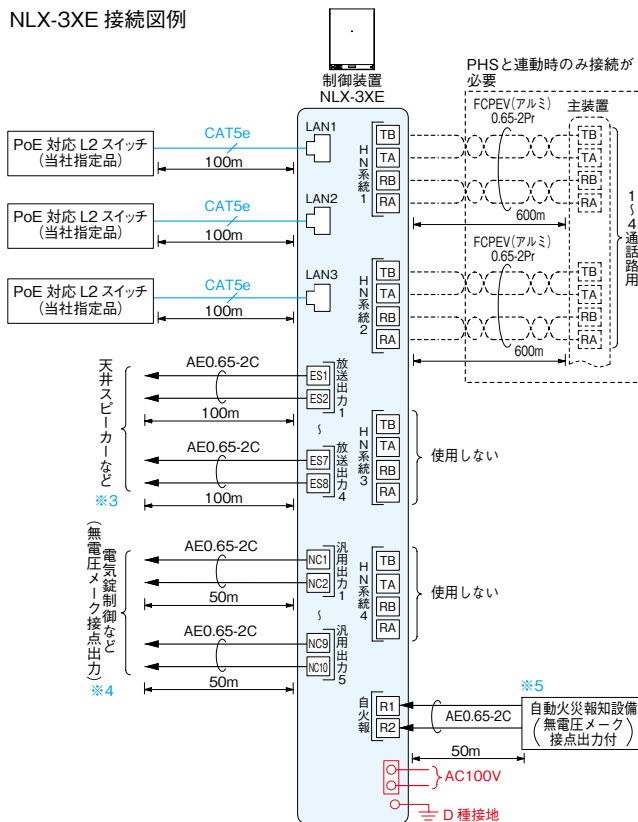 NLX-3XE 接続図例
制御装置
NLX-3XE
PHSと連動時のみ接続が
必要
FCPEV(アルミ)
0.65-2Pr
主装置
LAN1
CAT5e
PoE 対応 L2 スイッチ
(当社指定品)
100m
LAN2
CAT5e
PoE 対応 L2 スイッチ
(当社指定品)
100m
LAN3
CAT5e
PoE 対応 L2 スイッチ
(当社指定品)
100m
HN系統1
TB
TA
RB
RA
TB
TA
RB
RA
600m
1〜4通話路用
FCPEV(アルミ)
0.65-2Pr
HN系統2
TB
TA
RB
RA
TB
TA
RB
RA
600m
天井スピーカーなど
※3
AE0.65-2C
100m
ES1
ES2
放送出力1
〜
AE0.65-2C
100m
ES7
ES8
放送出力4
HN系統3
TB
TA
RB
RA
使用しない
電気錠制御など
(無電圧メーク接点出力)
※4
AE0.65-2C
50m
NC1
NC2
汎用出力1
〜
AE0.65-2C
50m
NC9
NC10
汎用出力5
HN系統4
TB
TA
RB
RA
使用しない
自火報
R1
R2
AE0.65-2C
50m
※5
自動火災報知設備
(無電圧メーク
接点出力付)
AC100V
D 種接地